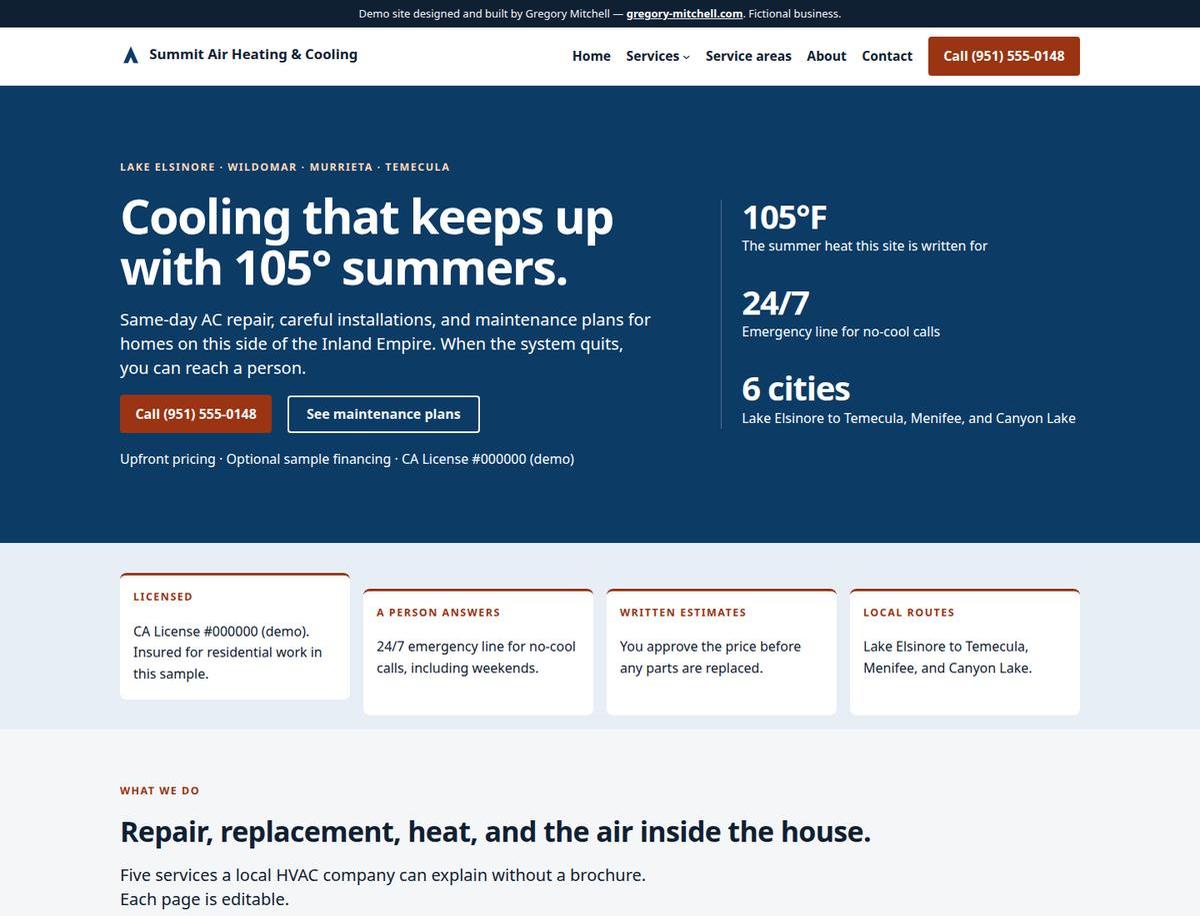 Demo site designed and built by Gregory Mitchell — gregory-mitchell.com. Fictional business.
Summit Air Heating & Cooling
Home Services Service areas About Contact Call (951) 555-0148
LAKE ELSINORE · WILDOMAR · MURRIETA · TEMECULA
Cooling that keeps up
with 105° summers.
Same-day AC repair, careful installations, and maintenance plans for
homes on this side of the Inland Empire. When the system quits,
you can reach a person.
Call (951) 555-0148 See maintenance plans
Upfront pricing · Optional sample financing · CA License #000000 (demo)
105°F
The summer heat this site is written for
24/7
Emergency line for no-cool calls
6 cities
Lake Elsinore to Temecula, Menifee, and Canyon Lake
LICENSED
CA License #000000 (demo).
Insured for residential work in
this sample.
A PERSON ANSWERS
24/7 emergency line for no-cool
calls, including weekends.
WRITTEN ESTIMATES
You approve the price before
any parts are replaced.
LOCAL ROUTES
Lake Elsinore to Temecula,
Menifee, and Canyon Lake.
WHAT WE DO
Repair, replacement, heat, and the air inside the house.
Five services a local HVAC company can explain without a brochure.
Each page is editable.